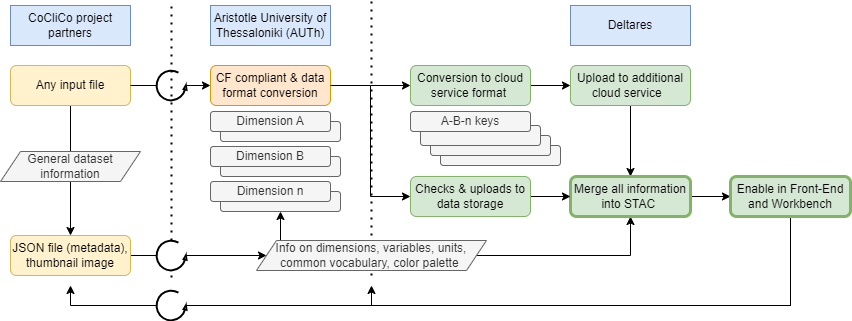 CoCliCo project
partners
Aristotle University of
Thessaloniki (AUTh)
Deltares
Any input file
CF compliant & data
format conversion
Conversion to cloud
service format
Upload to additional
cloud service
Dimension A
A-B-n keys
General dataset
information
Dimension B
Dimension n
Checks & uploads to
data storage
Merge all information
into STAC
Enable in Front-End
and Workbench
JSON file (metadata),
thumbnail image
Info on dimensions, variables, units,
common vocabulary, color palette